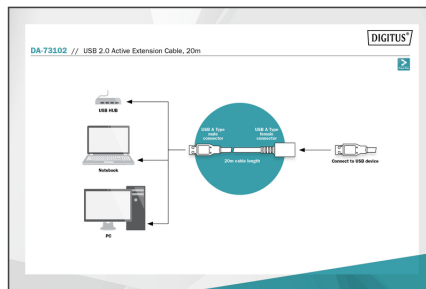 DIGITUS®
DA-73102 // USB 2.0 Active Extension Cable, 20m
USB HUB
USB A Type
male
connector
USB A Type
female
connector
20m cable length
Connect to USB device
Notebook
PC